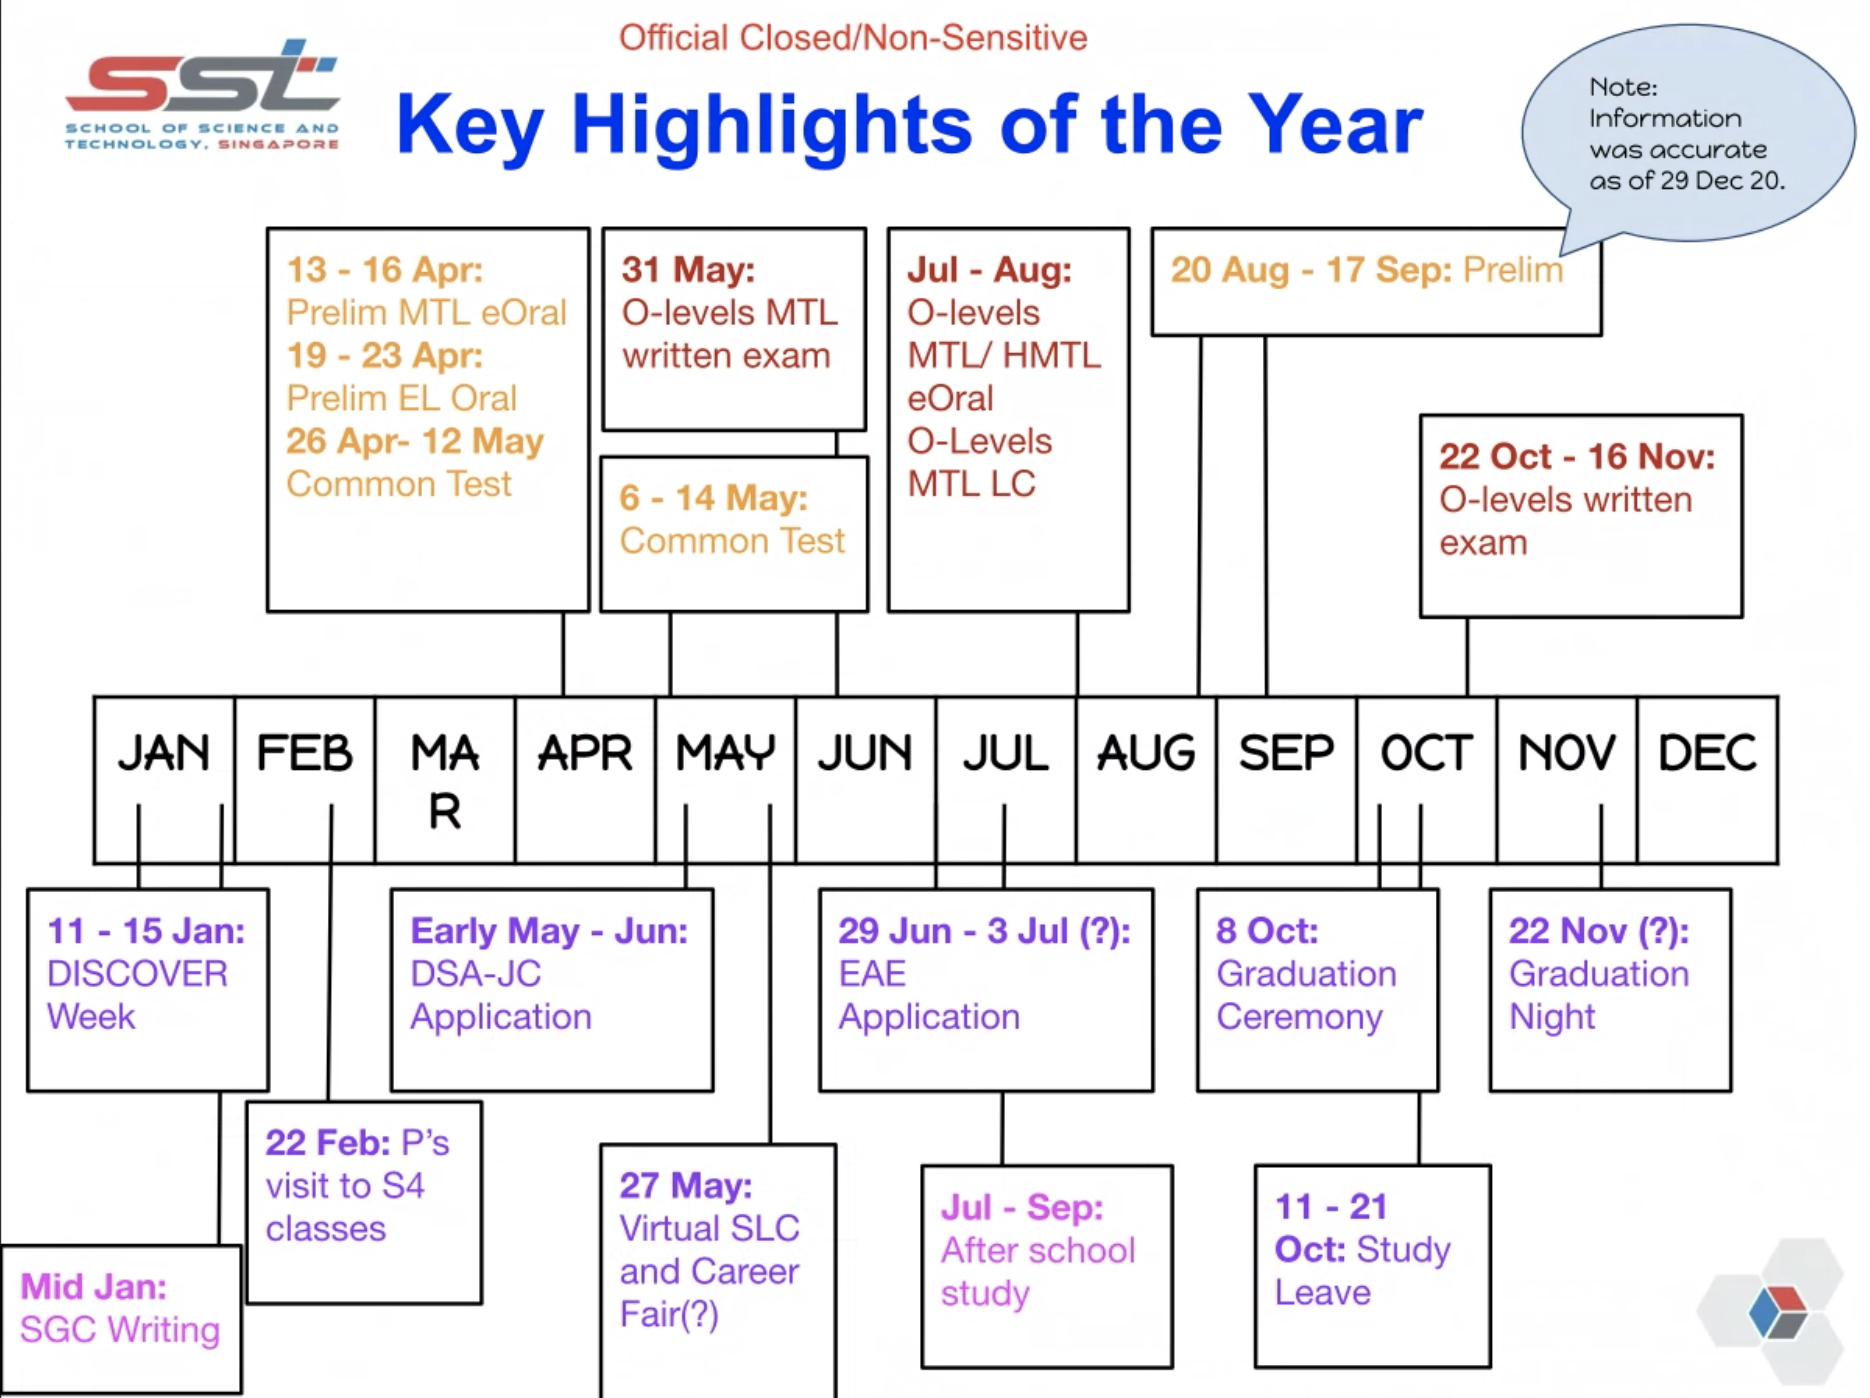 Official Closed/Non-Sensitive
SST
SCHOOL OF SCIENCE AND
TECHNOLOGY, SINGAPORE
Key Highlights of the Year
Note:
Information
was accurate
as of 29 Dec 20.
13 - 16 Apr:
Prelim MTL eOral
19 - 23 Apr:
Prelim EL Oral
26 Apr- 12 May
Common Test
31 May:
O-levels MTL
written exam
6 - 14 May:
Common Test
Jul - Aug:
O-levels
MTL/ HMTL
eOral
O-Levels
MTL LC
20 Aug - 17 Sep: Prelim
22 Oct - 16 Nov:
O-levels written
exam
JAN
FEB
MA
R
APR
MAY
JUN
JUL
AUG
SEP
OCT
NOV
DEC
11 - 15 Jan:
DISCOVER
Week
Mid Jan:
SGC Writing
22 Feb: P's
visit to S4
classes
Early May - Jun:
DSA-JC
Application
27 May:
Virtual SLC
and Career
Fair(?)
29 Jun - 3 Jul (?):
EAE
Application
Jul - Sep:
After school
study
8 Oct:
Graduation
Ceremony
11 - 21
Oct: Study
Leave
22 Nov (?):
Graduation
Night